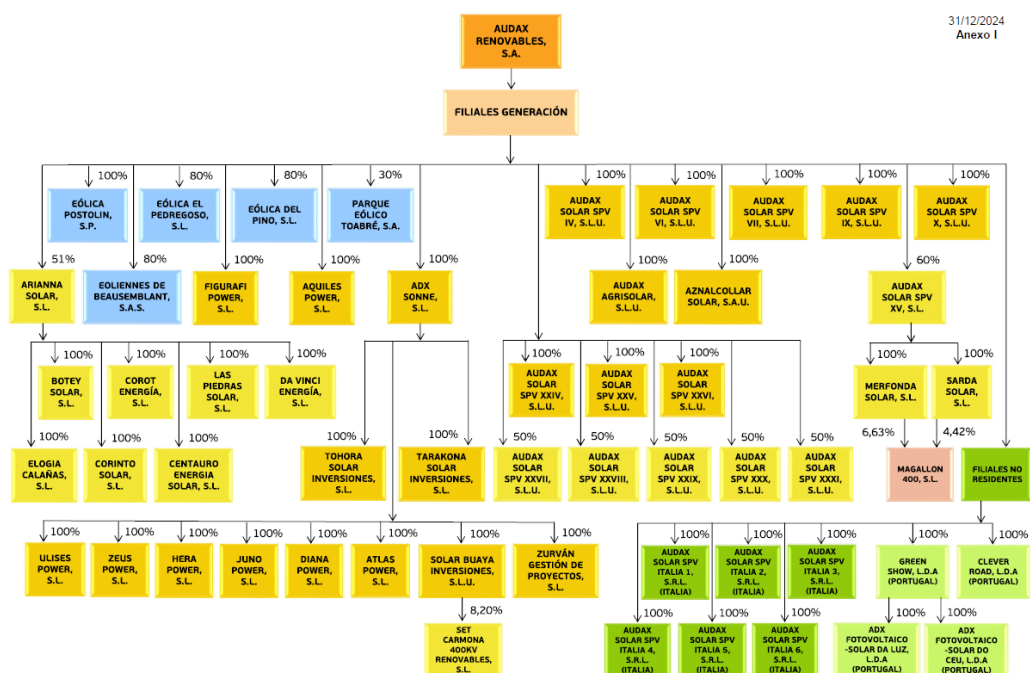 31/12/2024
Anexo I
AUDAX
RENOVABLES,
S.A.
FILIALES GENERACIÓN
100%
EÓLICA
POSTOLIN,
S.P.
80%
EÓLICA EL
PEDREGOSO,
S.L.
80%
EÓLICA DEL
PINO, S.L.
30%
PARQUE
EÓLICO
TOABRÉ, S.A.
100%
AUDAX
SOLAR SPV
IV, S.L.U.
100%
AUDAX
SOLAR SPV
VI, S.L.U.
100%
AUDAX
SOLAR SPV
VII, S.L.U.
100%
AUDAX
SOLAR SPV
IX, S.L.U.
100%
AUDAX
SOLAR SPV
X, S.L.U.
51%
ARIANNA
SOLAR,
S.L.
80%
EOLIENNES DE
BEAUSEMBLANT,
S.A.S.
100%
FIGURAFI
POWER,
S.L.
100%
AQUILES
POWER,
S.L.
100%
ADX
SONNE,
S.L.
100%
AUDAX
AGRISOLAR,
S.L.U.
100%
AZNALCOLLAR
SOLAR, S.A.U.
60%
AUDAX
SOLAR SPV
XV, S.L.
100%
BOTEY
SOLAR,
S.L.
100%
COROT
ENERGÍA,
S.L.
100%
LAS
PIEDRAS
SOLAR,
S.L.
100%
DA VINCI
ENERGÍA,
S.L.
100%
AUDAX
SOLAR
SPV XXIV,
S.L.U.
100%
AUDAX
SOLAR
SPV XXV,
S.L.U.
100%
AUDAX
SOLAR
SPV XXVI,
S.L.U.
100%
MERFONDA
SOLAR, S.L.
100%
SARDA
SOLAR,
S.L.
100%
ELOGIA
CALAÑAS,
S.L.
100%
CORINTO
SOLAR,
S.L.
100%
CENTAURO
ENERGIA
SOLAR, S.L.
100%
TOHORA
SOLAR
INVERSIONES,
S.L.
100%
TARAKONA
SOLAR
INVERSIONES,
S.L.
50%
AUDAX
SOLAR
SPV XXVII,
S.L.U.
50%
AUDAX
SOLAR
SPV XXVIII,
S.L.U.
50%
AUDAX
SOLAR
SPV XXIX,
S.L.U.
50%
AUDAX
SOLAR
SPV XXX,
S.L.U.
50%
AUDAX
SOLAR
SPV XXXI,
S.L.U.
6,63%
4,42%
MAGALLON
400, S.L.
FILIALES NO
RESIDENTES
100%
ULISES
POWER,
S.L.
100%
ZEUS
POWER,
S.L.
100%
HERA
POWER,
S.L.
100%
JUNO
POWER,
S.L.
100%
DIANA
POWER,
S.L.
100%
ATLAS
POWER,
S.L.
100%
SOLAR BUAYA
INVERSIONES,
S.L.U.
100%
ZURVÁN
GESTIÓN DE
PROYECTOS,
S.L.
100%
AUDAX
SOLAR SPV
ITALIA 1,
S.R.L.
(ITALIA)
100%
AUDAX
SOLAR SPV
ITALIA 2,
S.R.L.
(ITALIA)
100%
AUDAX
SOLAR SPV
ITALIA 3,
S.R.L.
(ITALIA)
100%
GREEN
SHOW, L.D.A
(PORTUGAL)
100%
CLEVER
ROAD, L.D.A
(PORTUGAL)
8,20%
SET
CARMONA
400KV
RENOVABLES,
S.L.
100%
AUDAX
SOLAR SPV
ITALIA 4,
S.R.L.
(ITALIA)
100%
AUDAX
SOLAR SPV
ITALIA 5,
S.R.L.
(ITALIA)
100%
AUDAX
SOLAR SPV
ITALIA 6,
S.R.L.
(ITALIA)
100%
ADX
FOTOVOLTAICO
-SOLAR DA LUZ,
L.D.A
(PORTUGAL)
100%
ADX
FOTOVOLTAICO
-SOLAR DO
CEU, L.D.A
(PORTUGAL)